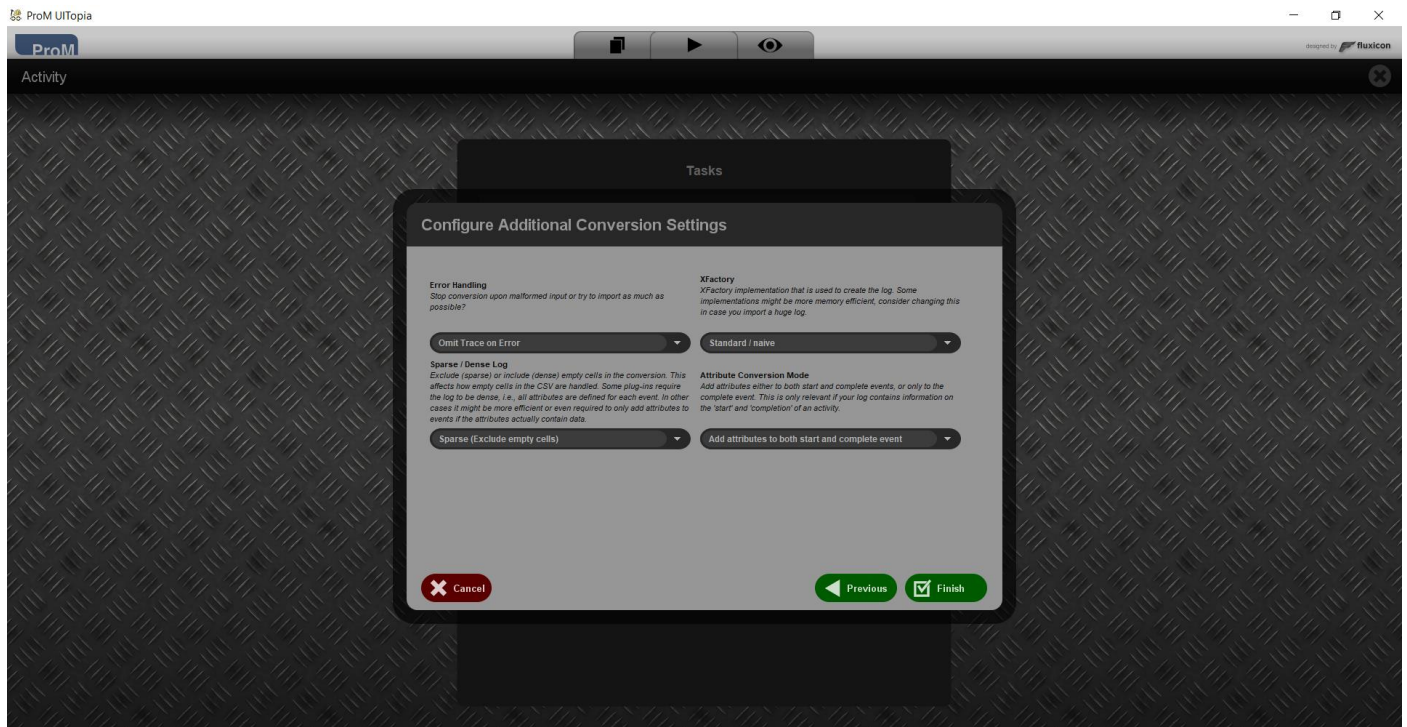 ProM UITopia
ProM
designed by fluxicon
Activity
Tasks
Configure Additional Conversion Settings
Error Handling
Stop conversion upon malformed input or try to import as much as
possible?
Omit Trace on Error
Sparse / Dense Log
Exclude (sparse) or include (dense) empty cells in the conversion. This
affects how empty cells in the CSV are handled. Some plug-ins require
the log to be dense, i.e., all attributes are defined for each event. In other
cases it might be more efficient or even required to only add attributes to
events if the attributes actually contain data.
Sparse (Exclude empty cells)
XFactory
XFactory implementation that is used to create the log. Some
implementations might be more memory efficient, consider changing this
in case you import a huge log.
Standard / naive
Attribute Conversion Mode
Add attributes either to both start and complete events, or only to the
complete event. This is only relevant if your log contains information on
the 'start' and 'completion' of an activity.
Add attributes to both start and complete event
Cancel
Previous
Finish